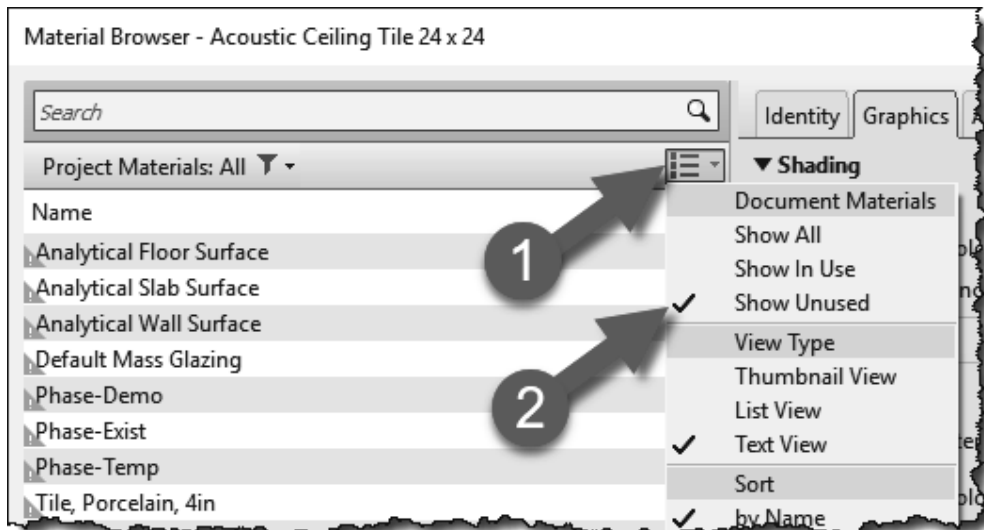 Material Browser - Acoustic Ceiling Tile 24 x 24
Search
Identity
Graphics
Project Materials: All
▼ Shading
Name
Analytical Floor Surface
Analytical Slab Surface
Analytical Wall Surface
Default Mass Glazing
Phase-Demo
Phase-Exist
Phase-Temp
Tile, Porcelain, 4in
1
2
Document Materials
Show All
Show In Use
Show Unused
View Type
Thumbnail View
List View
Text View
Sort
by Name